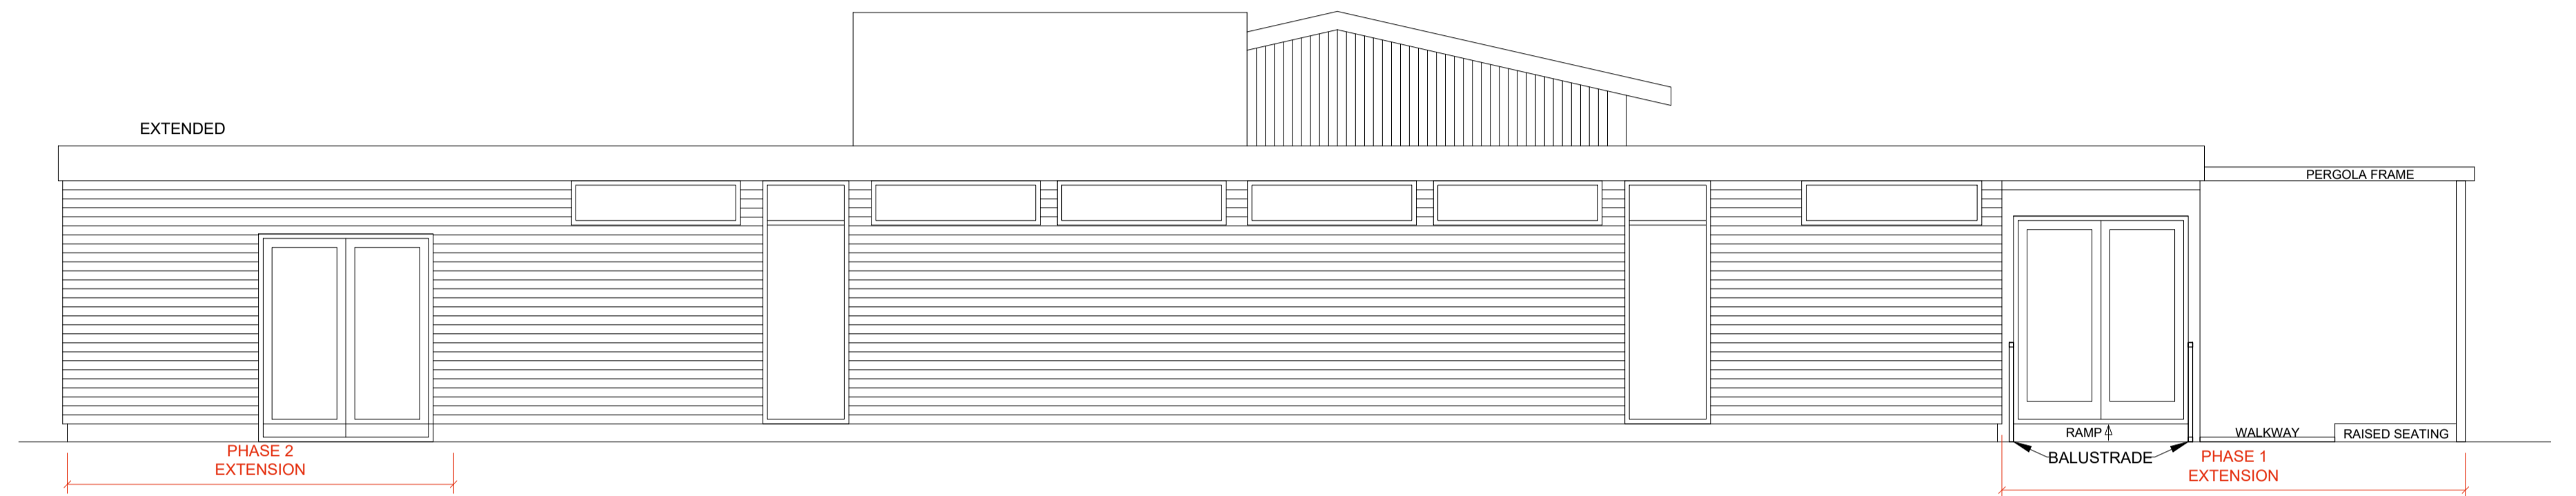 EXTENDED
PERGOLA FRAME
RAMP
WALKWAY
RAISED SEATING
BALUSTRADE
PHASE 2
EXTENSION
PHASE 1
EXTENSION